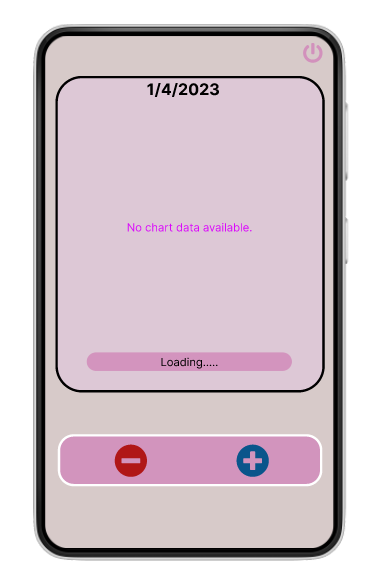 1/4/2023
No chart data available.
Loading.....